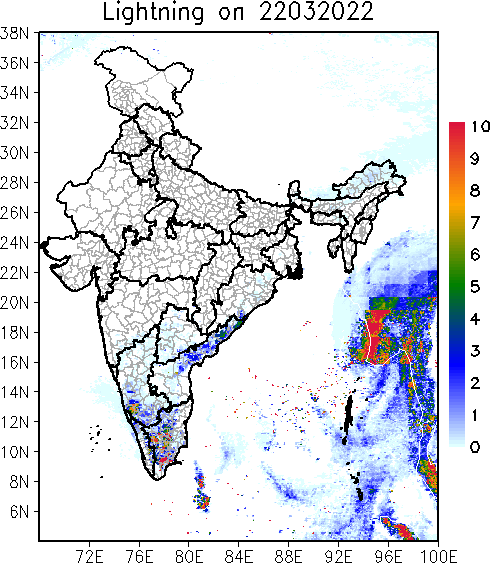 Lightning on 22032022
38N
36N
34N
32N
30N
28N
26N
24N
22N
20N
18N
16N
14N
12N
10N
8N
6N
72E 76E 80E 84E 88E 92E 96E 100E
10
9
8
7
6
5
4
3
2
1
0